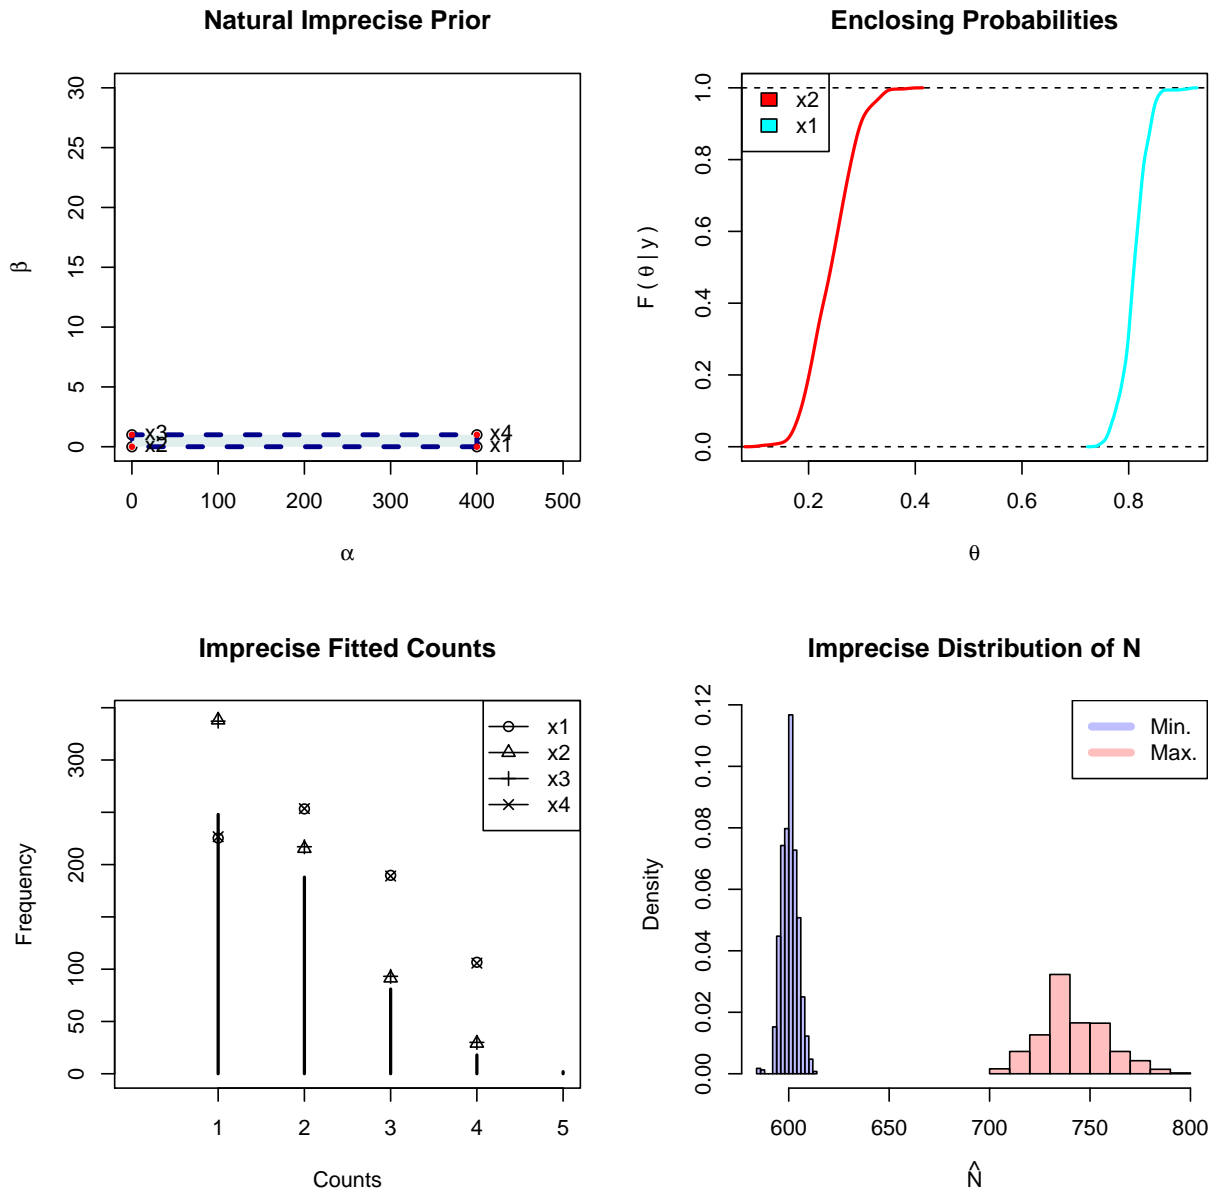 Natural Imprecise Prior
β
30
25
20
15
10
5
0
x3
x2
x4
x1
0 100 200 300 400 500
α
Enclosing Probabilities
F ( θ | y )
1.0
0.8
0.6
0.4
0.2
0.0
x2
x1
0.2 0.4 0.6 0.8
θ
Imprecise Fitted Counts
Frequency
300
200
100
50
0
x1
x2
x3
x4
1 2 3 4 5
Counts
Imprecise Distribution of N
Density
0.12
0.10
0.08
0.06
0.04
0.02
0.00
Min.
Max.
600 650 700 750 800
N̂